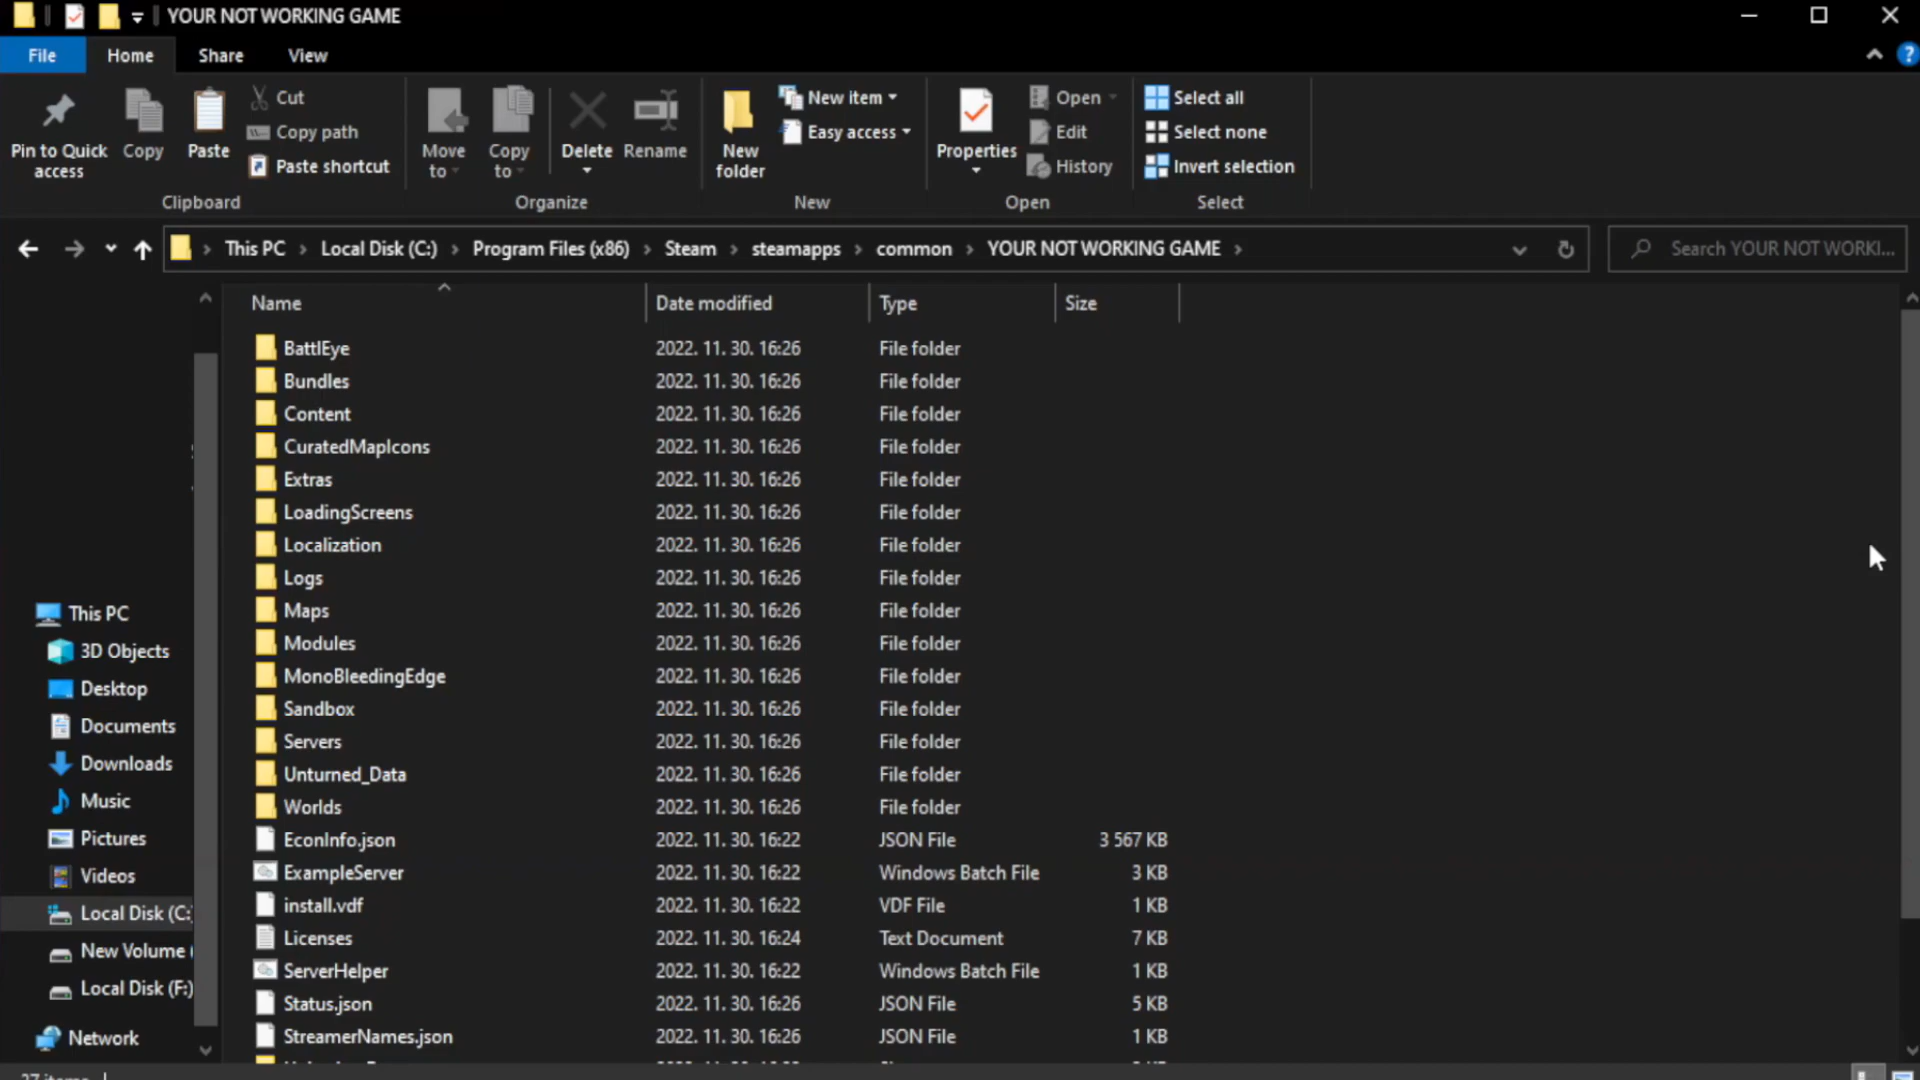 YOUR NOT WORKING GAME
File Home Share View
Pin to Quick access
Copy
Paste
Cut
Copy path
Paste shortcut
Clipboard
Move to
Copy to
Delete
Rename
Organize
New folder
New item
Easy access
New
Properties
Open
Edit
History
Open
Select all
Select none
Invert selection
Select
This PC > Local Disk (C:) > Program Files (x86) > Steam > steamapps > common > YOUR NOT WORKING GAME >
Search YOUR NOT WORKI...
Name Date modified Type Size
BattlEye 2022. 11. 30. 16:26 File folder
Bundles 2022. 11. 30. 16:26 File folder
Content 2022. 11. 30. 16:26 File folder
CuratedMapIcons 2022. 11. 30. 16:26 File folder
Extras 2022. 11. 30. 16:26 File folder
LoadingScreens 2022. 11. 30. 16:26 File folder
Localization 2022. 11. 30. 16:26 File folder
Logs 2022. 11. 30. 16:26 File folder
Maps 2022. 11. 30. 16:26 File folder
Modules 2022. 11. 30. 16:26 File folder
MonoBleedingEdge 2022. 11. 30. 16:26 File folder
Sandbox 2022. 11. 30. 16:26 File folder
Servers 2022. 11. 30. 16:26 File folder
Unturned_Data 2022. 11. 30. 16:26 File folder
Worlds 2022. 11. 30. 16:26 File folder
EconInfo.json 2022. 11. 30. 16:22 JSON File 3 567 KB
ExampleServer 2022. 11. 30. 16:22 Windows Batch File 3 KB
install.vdf 2022. 11. 30. 16:22 VDF File 1 KB
Licenses 2022. 11. 30. 16:24 Text Document 7 KB
ServerHelper 2022. 11. 30. 16:22 Windows Batch File 1 KB
Status.json 2022. 11. 30. 16:26 JSON File 5 KB
StreamerNames.json 2022. 11. 30. 16:26 JSON File 1 KB
This PC
3D Objects
Desktop
Documents
Downloads
Music
Pictures
Videos
Local Disk (C:
New Volume (
Local Disk (F:)
Network